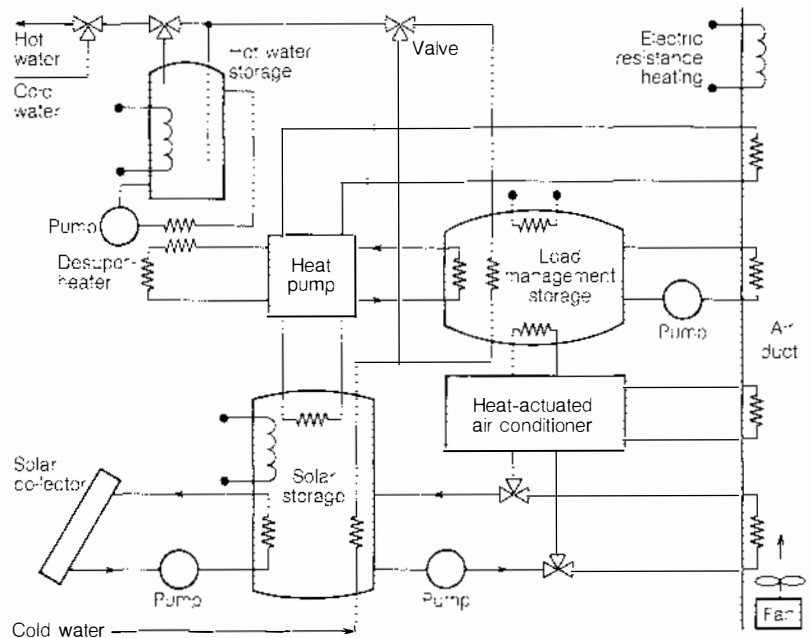 Hot
water
Cold
water
Hot water
storage
Valve
Electric
resistance
heating
Pump
Desuper-
heater
Heat
pump
Load
management
storage
Pump
Air
duct
Heat-actuated
air conditioner
Solar
collector
Solar
storage
Pump
Pump
Fan
Cold water